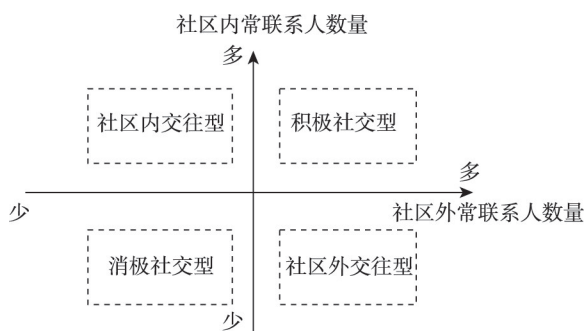 社区内常联系人数量
多
社区内交往型
积极社交型
多
少
社区外常联系人数量
消极社交型
社区外交往型
少